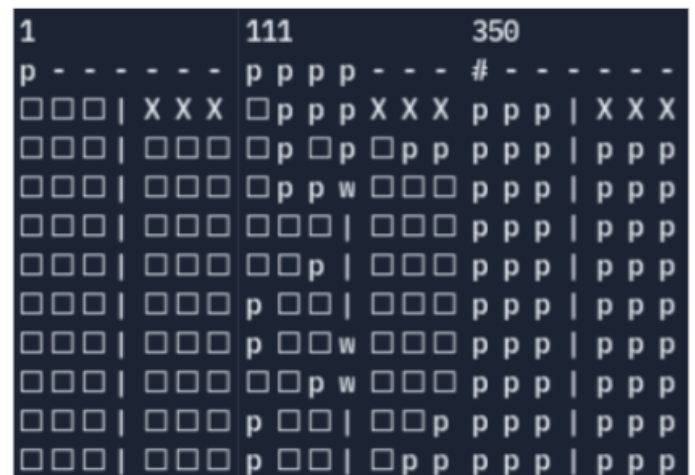 1 111 350
p - - - - - - p p p p - - - # - - - - - -
□ □ □ | X X X □ p p p X X X p p p | X X X
□ □ □ | □ □ □ □ p □ p □ p p p p p | p p p
□ □ □ | □ □ □ □ p p w □ □ □ p p p | p p p
□ □ □ | □ □ □ □ □ □ | □ □ □ p p p | p p p
□ □ □ | □ □ □ □ □ p | □ □ □ p p p | p p p
□ □ □ | □ □ □ p □ □ | □ □ □ p p p | p p p
□ □ □ | □ □ □ p □ □ w □ □ □ p p p | p p p
□ □ □ | □ □ □ □ □ p w □ □ □ p p p | p p p
□ □ □ | □ □ □ p □ □ | □ □ p p p p | p p p
□ □ □ | □ □ □ p □ □ | □ p p p p p | p p p